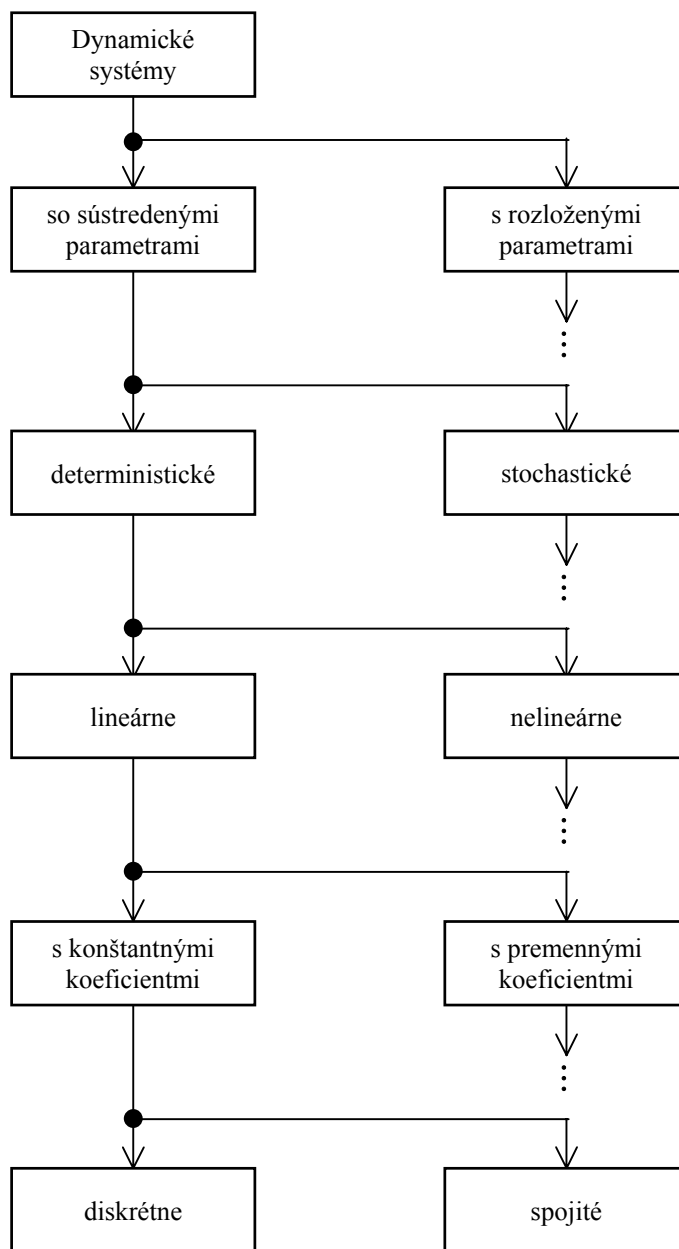 Dynamické
systémy
so sústredenými
parametrami
s rozloženými
parametrami
deterministické
stochastické
lineárne
nelineárne
s konštantnými
koeficientmi
s premennými
koeficientmi
diskrétne
spojité